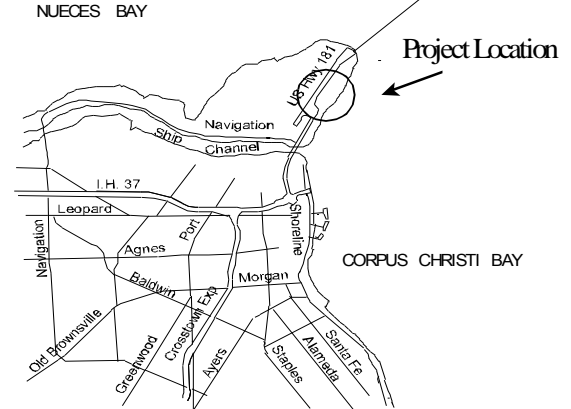 NUECES BAY
Project Location
US Hwy 181
Navigation
Ship Channel
I.H. 37
Leopard
Port
Shoreline
Navigation
Agnes
CORPUS CHRISTI BAY
Baldwin
Morgan
Old Brownsville
Greenwood
Crosstown Exp
Ayers
Staples
Alameda
Santa Fe